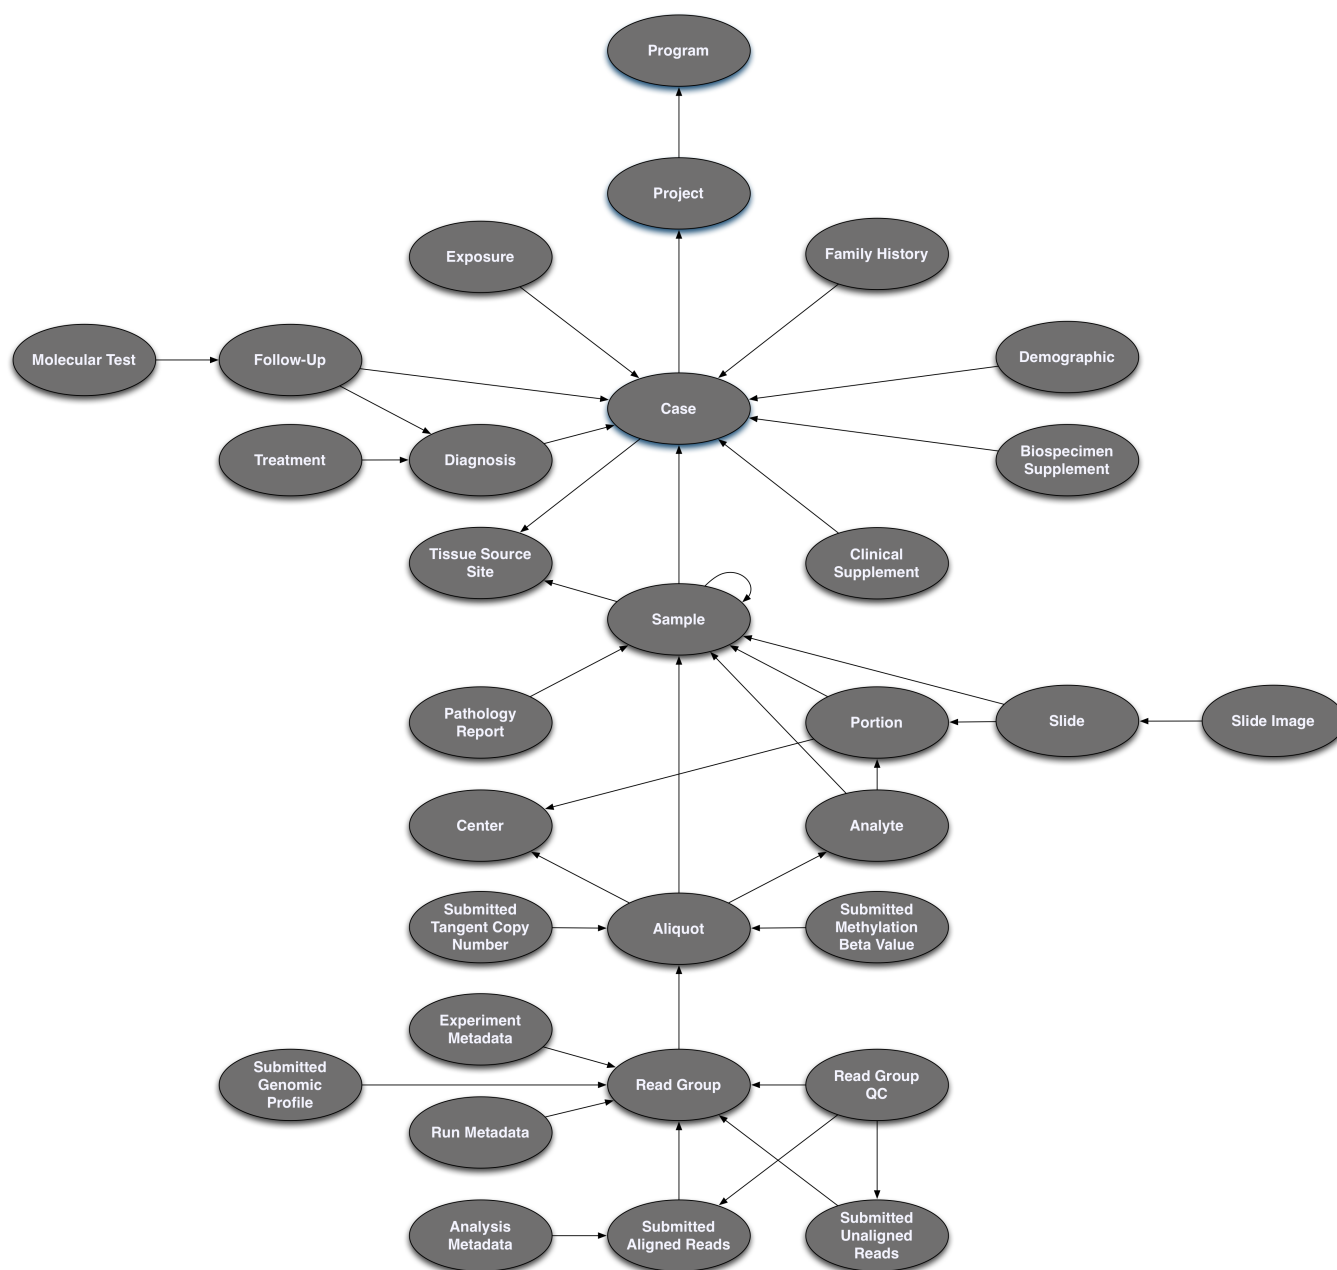 Program
Project
Exposure
Family History
Molecular Test
Follow-Up
Demographic
Case
Treatment
Diagnosis
Biospecimen
Supplement
Tissue Source
Site
Clinical
Supplement
Sample
Pathology
Report
Portion
Slide
Slide Image
Center
Analyte
Submitted
Tangent Copy
Number
Aliquot
Submitted
Methylation
Beta Value
Experiment
Metadata
Submitted
Genomic
Profile
Read Group
Read Group
QC
Run Metadata
Analysis
Metadata
Submitted
Aligned Reads
Submitted
Unaligned
Reads